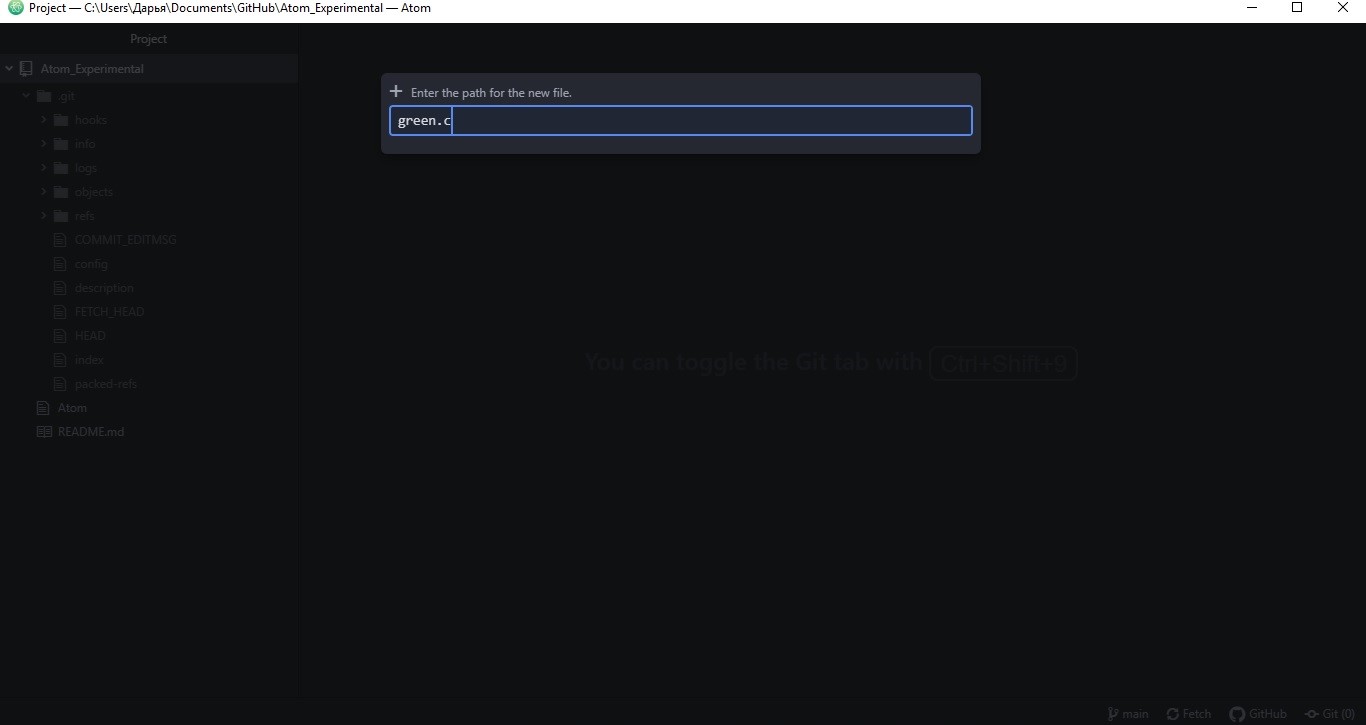 Project — C:\Users\Дарья\Documents\GitHub\Atom_Experimental — Atom
Project
Atom_Experimental
.git
hooks
info
logs
objects
refs
COMMIT_EDITMSG
config
description
FETCH_HEAD
HEAD
index
packed-refs
Atom
README.md
Enter the path for the new file.
green.c
You can toggle the Git tab with Ctrl+Shift+9
main Fetch GitHub Git (0)